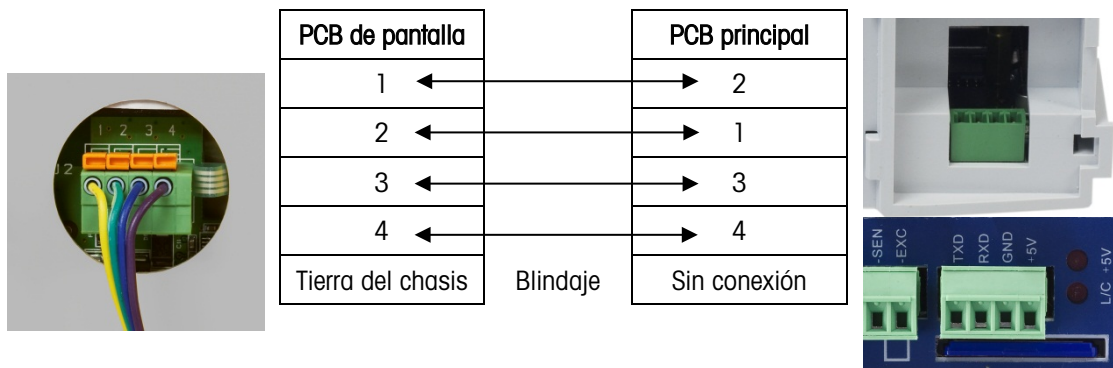 PCB de pantalla PCB principal
1 2
2 1
3 3
4 4
Tierra del chasis Blindaje Sin conexión
1 2 3 4
J2
-SEN
-EXC
TXD
RXD
GND
+5V
L/C +5V